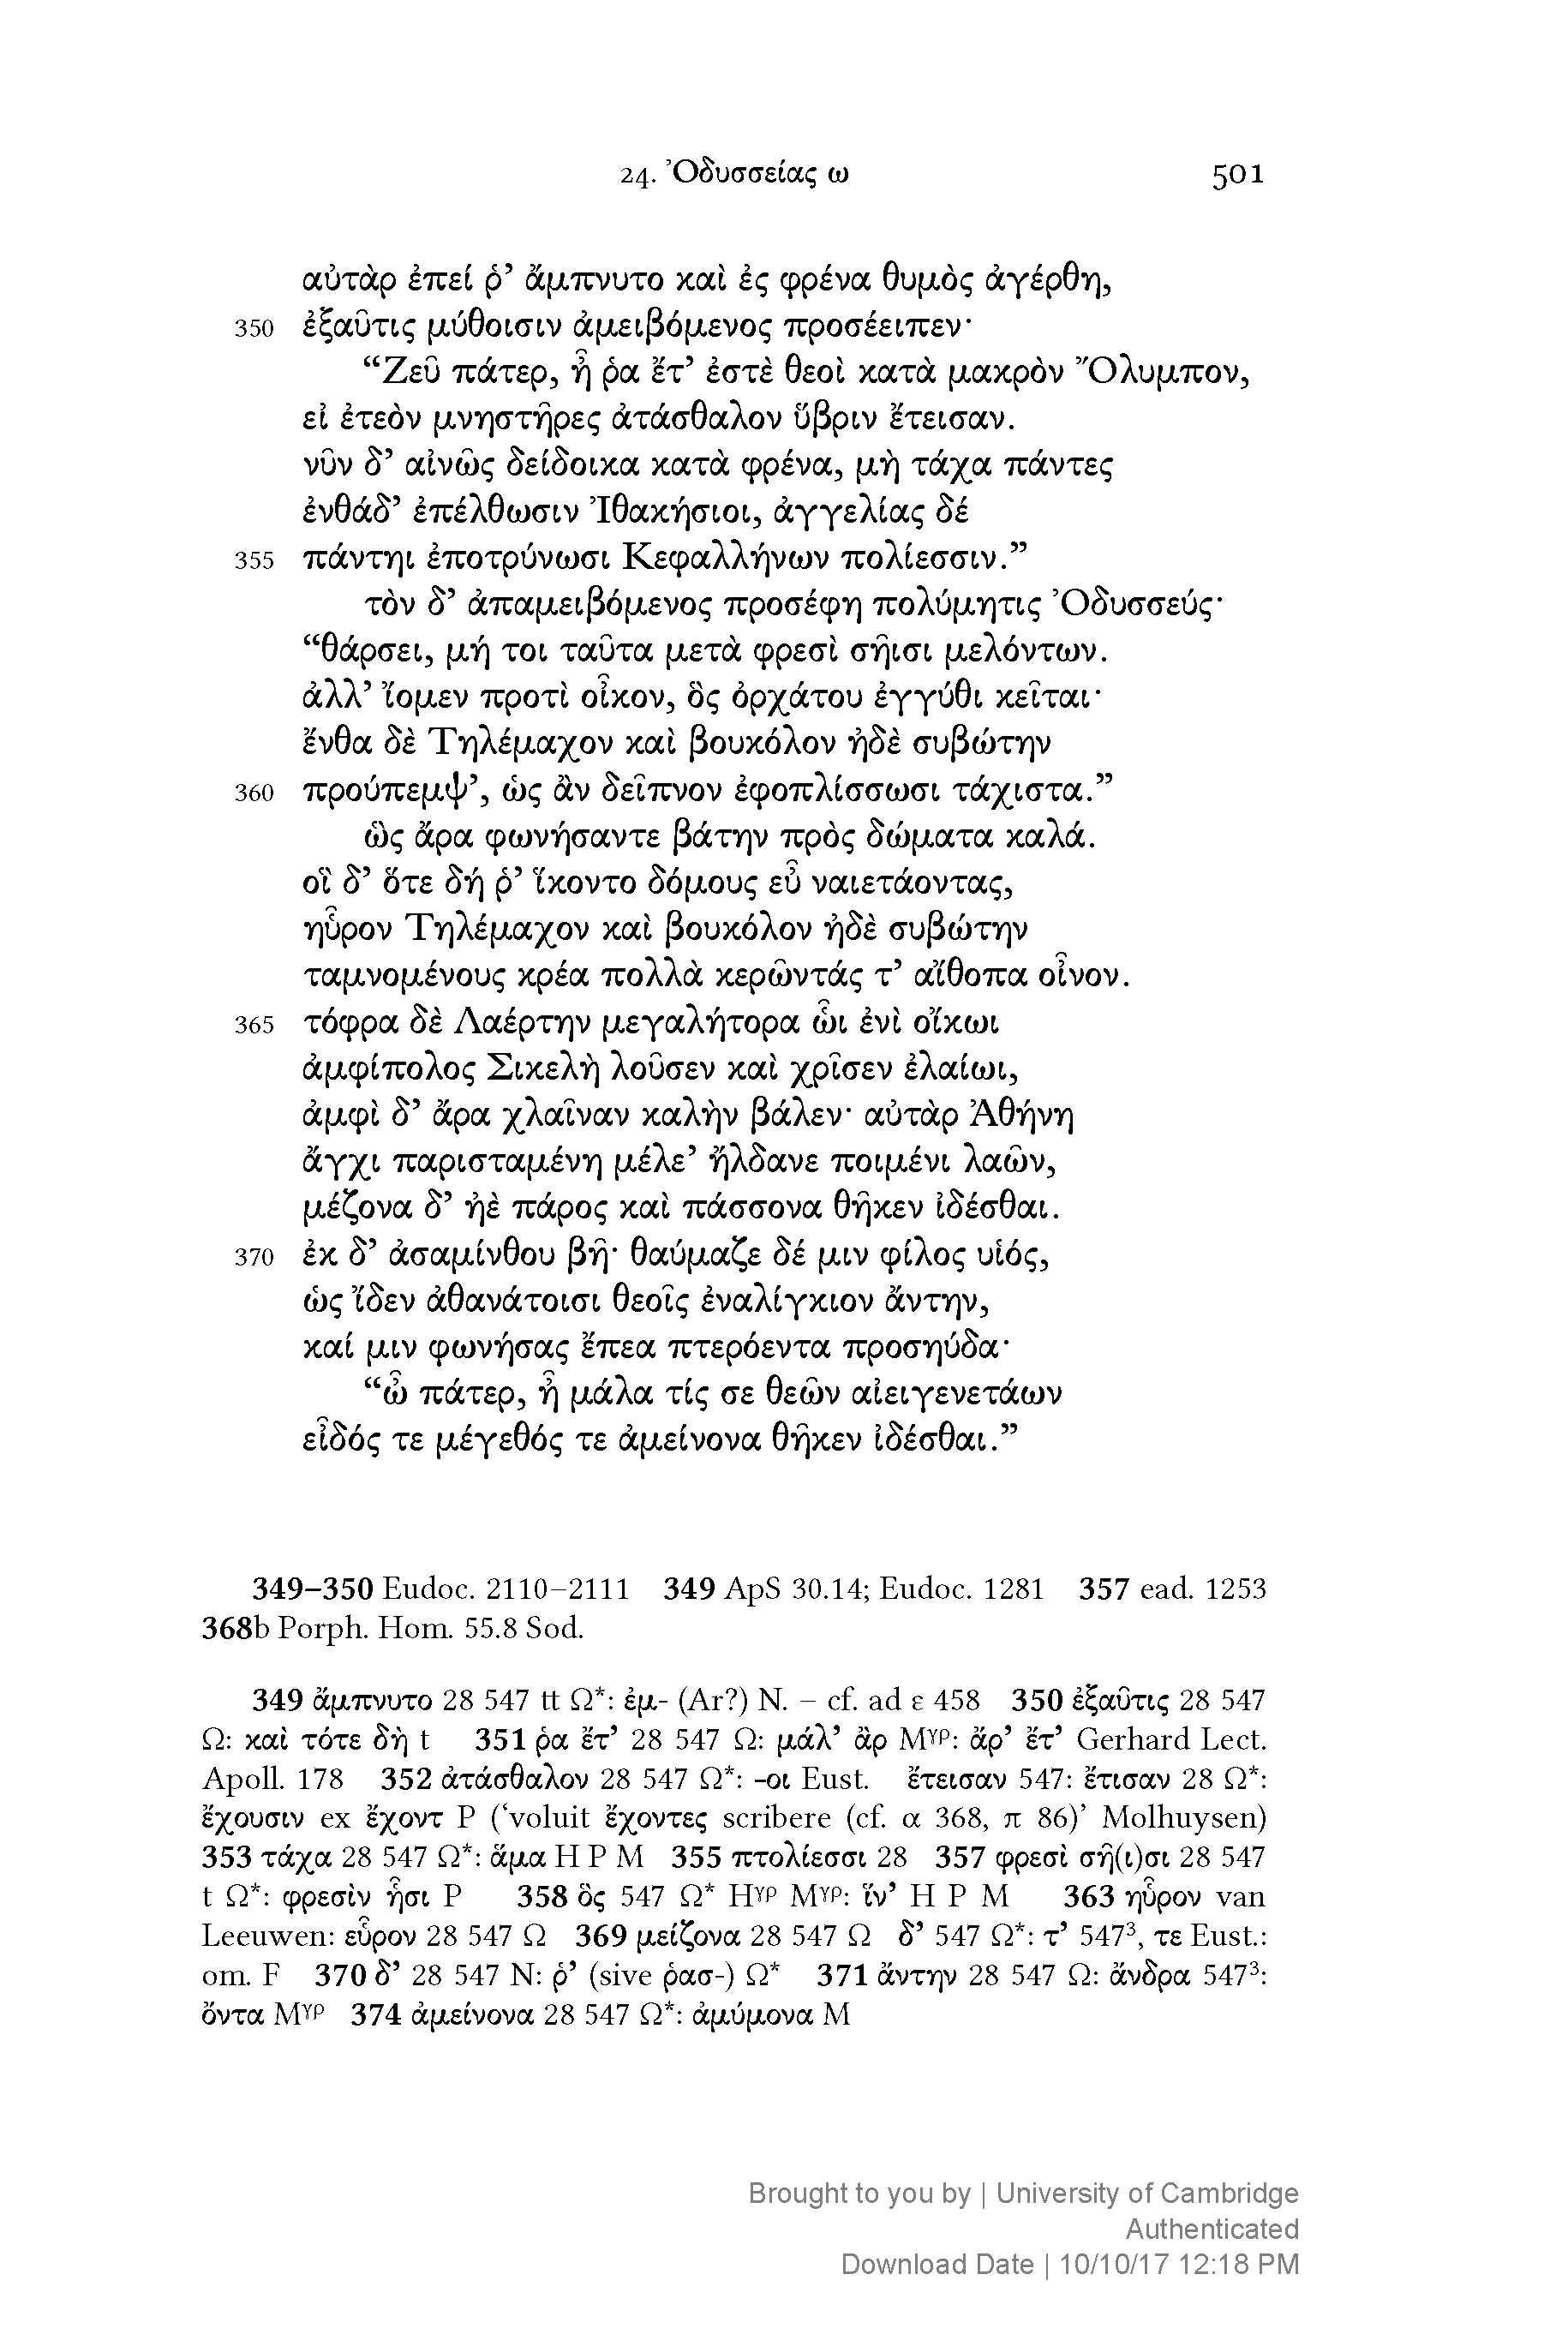 24. Ὀδυσσείας ω 501
αὐτὰρ ἐπεί ῥ’ ἄμπνυτο καὶ ἐς φρένα θυμὸς ἀγέρθη,
350 ἐξαῦτις μύθοισιν ἀμειβόμενος προσέειπεν·
“Ζεῦ πάτερ, ἦ ῥα ἔτ’ ἐστὲ θεοὶ κατὰ μακρὸν Ὄλυμπον,
εἰ ἐτεὸν μνηστῆρες ἀτάσθαλον ὕβριν ἔτεισαν.
νῦν δ’ αἰνῶς δείδοικα κατὰ φρένα, μὴ τάχα πάντες
ἐνθάδ’ ἐπέλθωσιν Ἰθακήσιοι, ἀγγελίας δέ
355 πάντηι ἐποτρύνωσι Κεφαλλήνων πολίεσσιν.”
τὸν δ’ ἀπαμειβόμενος προσέφη πολύμητις Ὀδυσσεύς·
“θάρσει, μή τοι ταῦτα μετὰ φρεσὶ σῆισι μελόντων.
ἀλλ’ ἴομεν προτὶ οἶκον, ὃς ὀρχάτου ἐγγύθι κεῖται·
ἔνθα δὲ Τηλέμαχον καὶ βουκόλον ἠδὲ συβώτην
360 προύπεμψ’, ὡς ἂν δεῖπνον ἐφοπλίσσωσι τάχιστα.”
ὣς ἄρα φωνήσαντε βάτην πρὸς δώματα καλά.
οἳ δ’ ὅτε δή ῥ’ ἵκοντο δόμους εὖ ναιετάοντας,
ηὗρον Τηλέμαχον καὶ βουκόλον ἠδὲ συβώτην
ταμνομένους κρέα πολλὰ κερῶντάς τ’ αἴθοπα οἶνον.
365 τόφρα δὲ Λαέρτην μεγαλήτορα ὧι ἐνὶ οἴκωι
ἀμφίπολος Σικελὴ λοῦσεν καὶ χρῖσεν ἐλαίωι,
ἀμφὶ δ’ ἄρα χλαῖναν καλὴν βάλεν· αὐτὰρ Ἀθήνη
ἄγχι παρισταμένη μέλε’ ἤλδανε ποιμένι λαῶν,
μέζονα δ’ ἠὲ πάρος καὶ πάσσονα θῆκεν ἰδέσθαι.
370 ἐκ δ’ ἀσαμίνθου βῆ· θαύμαζε δέ μιν φίλος υἱός,
ὡς ἴδεν ἀθανάτοισι θεοῖς ἐναλίγκιον ἄντην,
καί μιν φωνήσας ἔπεα πτερόεντα προσηύδα·
“ὦ πάτερ, ἦ μάλα τίς σε θεῶν αἰειγενετάων
εἶδός τε μέγεθός τε ἀμείνονα θῆκεν ἰδέσθαι.”
349–350 Eudoc. 2110–2111 349 ApS 30.14; Eudoc. 1281 357 ead. 1253
368b Porph. Hom. 55.8 Sod.
349 ἄμπνυτο 28 547 tt Ω*: ἐμ- (Ar?) N. – cf. ad ε 458 350 ἐξαῦτις 28 547
Ω: καὶ τότε δὴ t 351 ῥα ἔτ’ 28 547 Ω: μάλ’ ἂρ Mγρ: ἄρ’ ἔτ’ Gerhard Lect.
Apoll. 178 352 ἀτάσθαλον 28 547 Ω*: -οι Eust. ἔτεισαν 547: ἔτισαν 28 Ω*:
ἔχουσιν ex ἔχοντ P (‘voluit ἔχοντες scribere (cf. α 368, π 86)’ Molhuysen)
353 τάχα 28 547 Ω*: ἅμα H P M 355 πτολίεσσι 28 357 φρεσὶ σῆ(ι)σι 28 547
t Ω*: φρεσὶν ᾗσι P 358 ὃς 547 Ω* Hγρ Mγρ: ἵν’ H P M 363 ηὗρον van
Leeuwen: εὗρον 28 547 Ω 369 μείζονα 28 547 Ω δ’ 547 Ω*: τ’ 547³, τε Eust.:
om. F 370 δ’ 28 547 N: ῥ’ (sive ῥασ-) Ω* 371 ἄντην 28 547 Ω: ἄνδρα 547³:
ὄντα Mγρ 374 ἀμείνονα 28 547 Ω*: ἀμύμονα M
Brought to you by | University of Cambridge
Authenticated
Download Date | 10/10/17 12:18 PM